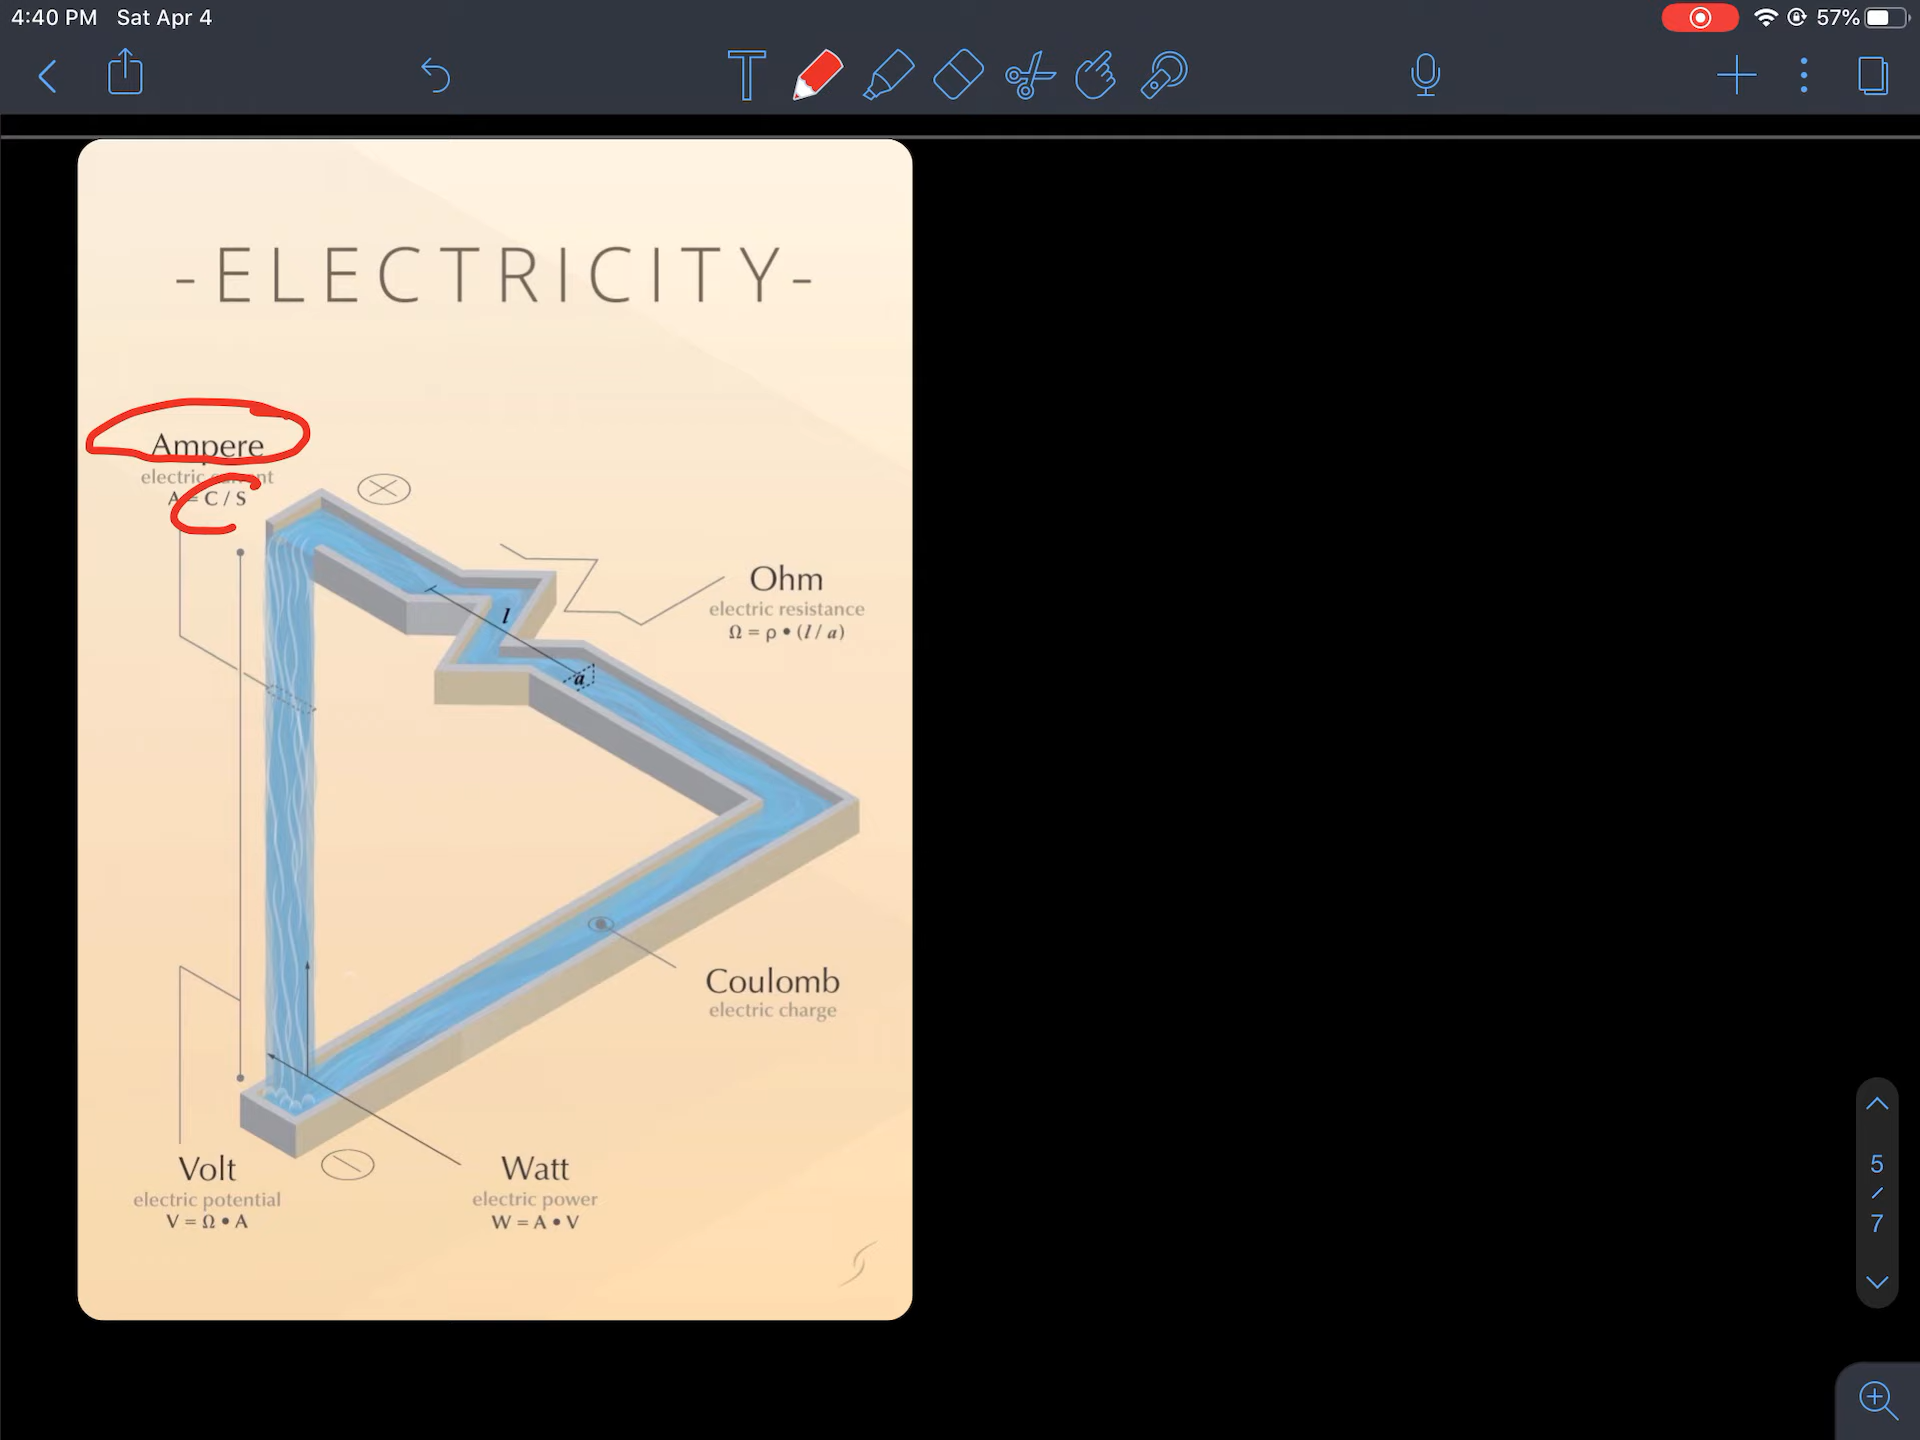 4:40 PM Sat Apr 4
57%
T
-ELECTRICITY-
Ampere
electric current
A = C / S
Ohm
electric resistance
Ω = ρ • (l / a)
l
a
Coulomb
electric charge
Volt
electric potential
V = Ω • A
Watt
electric power
W = A • V
5
/
7